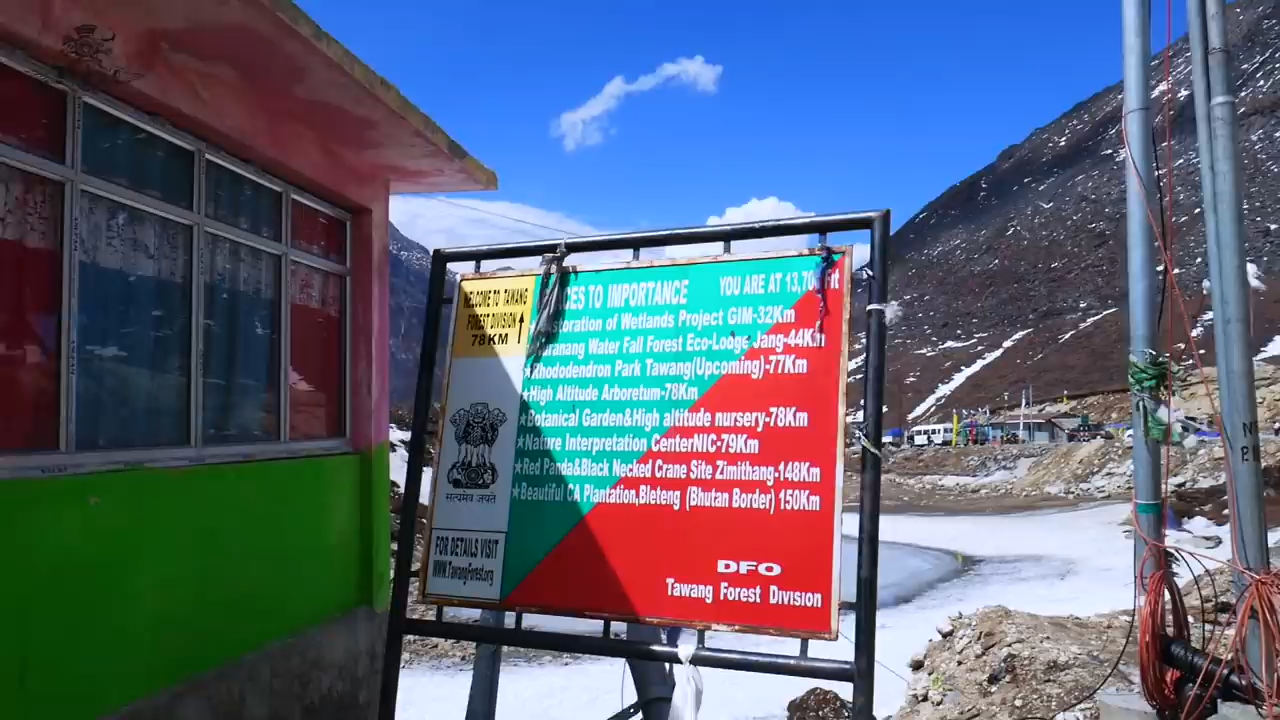 WELCOME TO TAWANG
FOREST DIVISION
78 KM
CES TO IMPORTANCE
YOU ARE AT 13,70 Fit
storation of Wetlands Project GIM-32Km
uranang Water Fall Forest Eco-Lodge Jang-44Km
★Rhododendron Park Tawang(Upcoming)-77Km
★High Altitude Arboretum-78Km
★Botanical Garden&High altitude nursery-78Km
★Nature Interpretation CenterNIC-79Km
★Red Panda&Black Necked Crane Site Zimithang-148Km
★Beautiful CA Plantation,Bleteng (Bhutan Border) 150Km
सत्यमेव जयते
FOR DETAILS VISIT
WWW.TawangForest.org
DFO
Tawang Forest Division